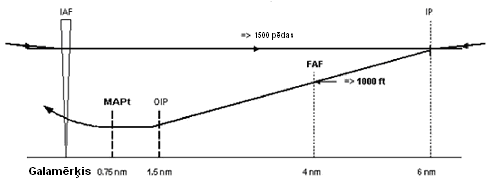 IAF
IP
=> 1500 pēdas
FAF
=> 1000 ft
MAPt
OIP
Galamērķis
0.75 nm
1.5 nm
4 nm
6 nm